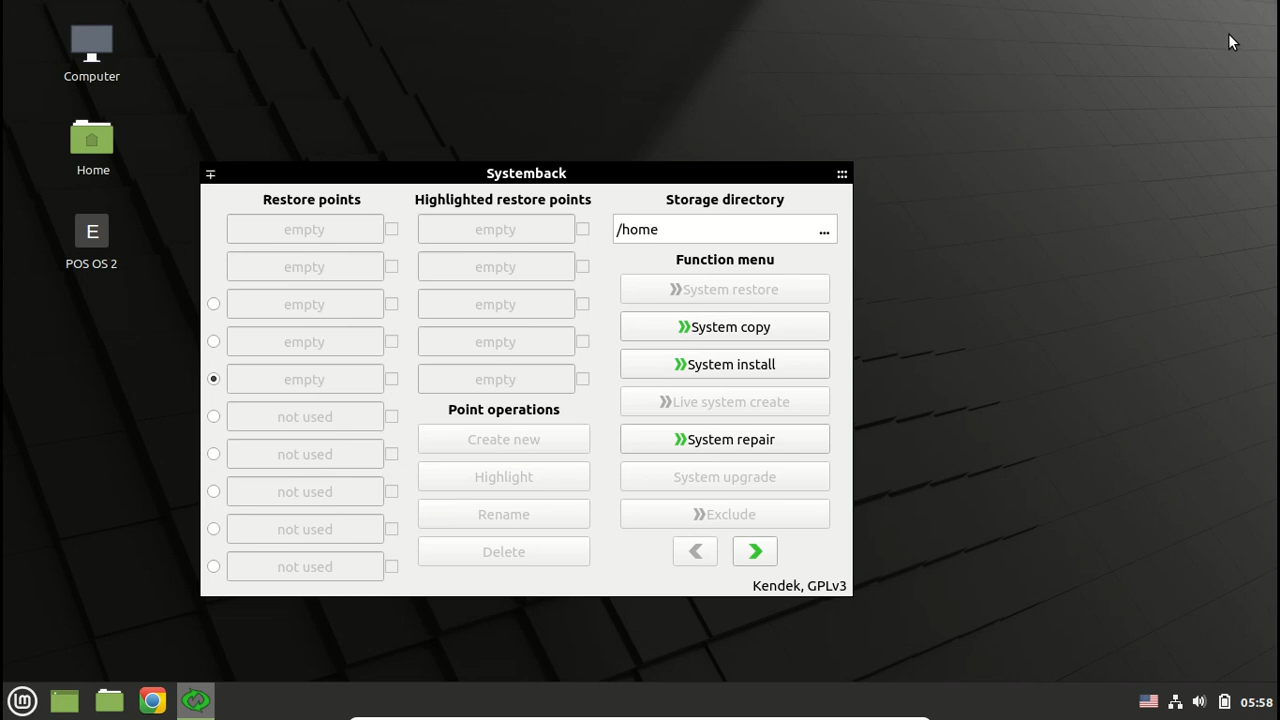 Computer
Home
E
POS OS 2
Systemback
Restore points
empty
empty
empty
empty
empty
not used
not used
not used
not used
not used
Highlighted restore points
empty
empty
empty
empty
empty
Point operations
Create new
Highlight
Rename
Delete
Storage directory
/home
...
Function menu
System restore
System copy
System install
Live system create
System repair
System upgrade
Exclude
Kendek, GPLv3
lm
05:58